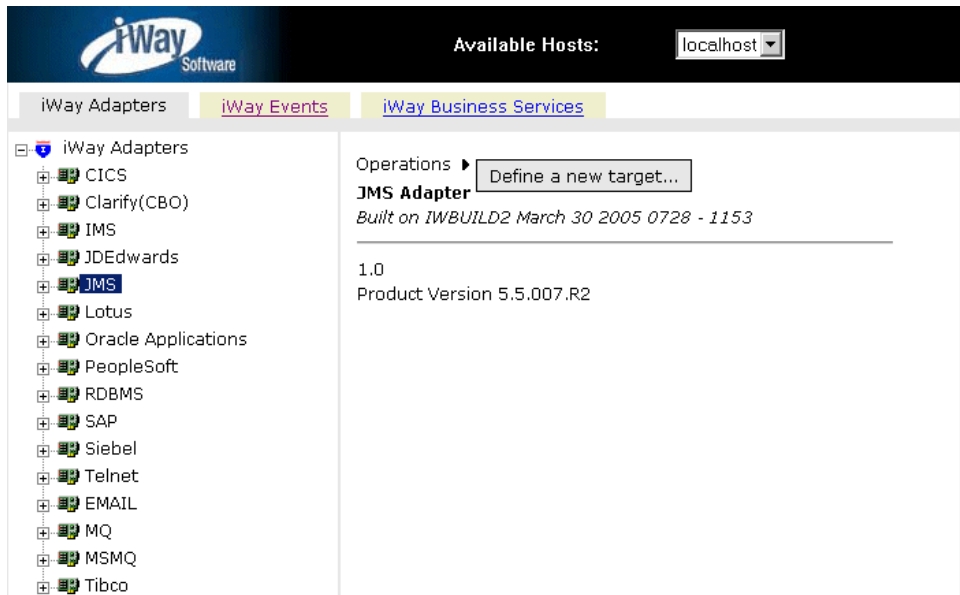 iWay
Software
Available Hosts:
localhost
iWay Adapters
iWay Events
iWay Business Services
iWay Adapters
CICS
Clarify(CBO)
IMS
JDEdwards
JMS
Lotus
Oracle Applications
PeopleSoft
RDBMS
SAP
Siebel
Telnet
EMAIL
MQ
MSMQ
Tibco
Operations
Define a new target...
JMS Adapter
Built on IWBUILD2 March 30 2005 0728 - 1153
1.0
Product Version 5.5.007.R2